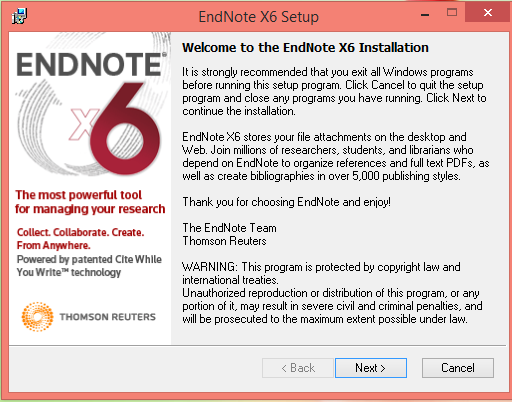 EndNote X6 Setup
ENDNOTE®
X6
The most powerful tool
for managing your research
Collect. Collaborate. Create.
From Anywhere.
Powered by patented Cite While
You Write™ technology
THOMSON REUTERS
Welcome to the EndNote X6 Installation
It is strongly recommended that you exit all Windows programs
before running this setup program. Click Cancel to quit the setup
program and close any programs you have running. Click Next to
continue the installation.
EndNote X6 stores your file attachments on the desktop and
Web. Join millions of researchers, students, and librarians who
depend on EndNote to organize references and full text PDFs, as
well as create bibliographies in over 5,000 publishing styles.
Thank you for choosing EndNote and enjoy!
The EndNote Team
Thomson Reuters
WARNING: This program is protected by copyright law and
international treaties.
Unauthorized reproduction or distribution of this program, or any
portion of it, may result in severe civil and criminal penalties, and
will be prosecuted to the maximum extent possible under law.
< Back
Next >
Cancel